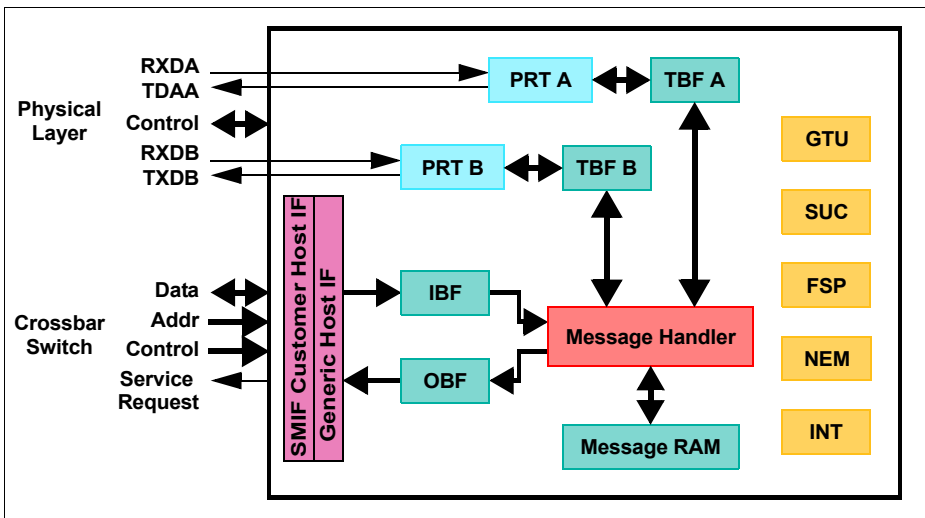 RXDA
TDAA
Physical
Layer
Control
RXDB
TXDB
PRT A
TBF A
PRT B
TBF B
GTU
SUC
FSP
NEM
INT
SMIF Customer Host IF
Generic Host IF
Data
Addr
Crossbar
Switch
Control
Service
Request
IBF
OBF
Message Handler
Message RAM